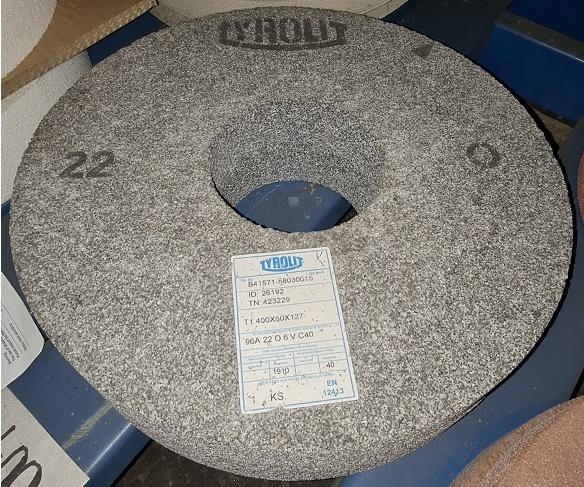 TYROLIT
22
O
TYROLIT
K
B41571-58030015
ID: 26192
TN: 423229
T1 400X50X127
96A 22 O 6 V C40
1910
40
1 KS
EN
12413